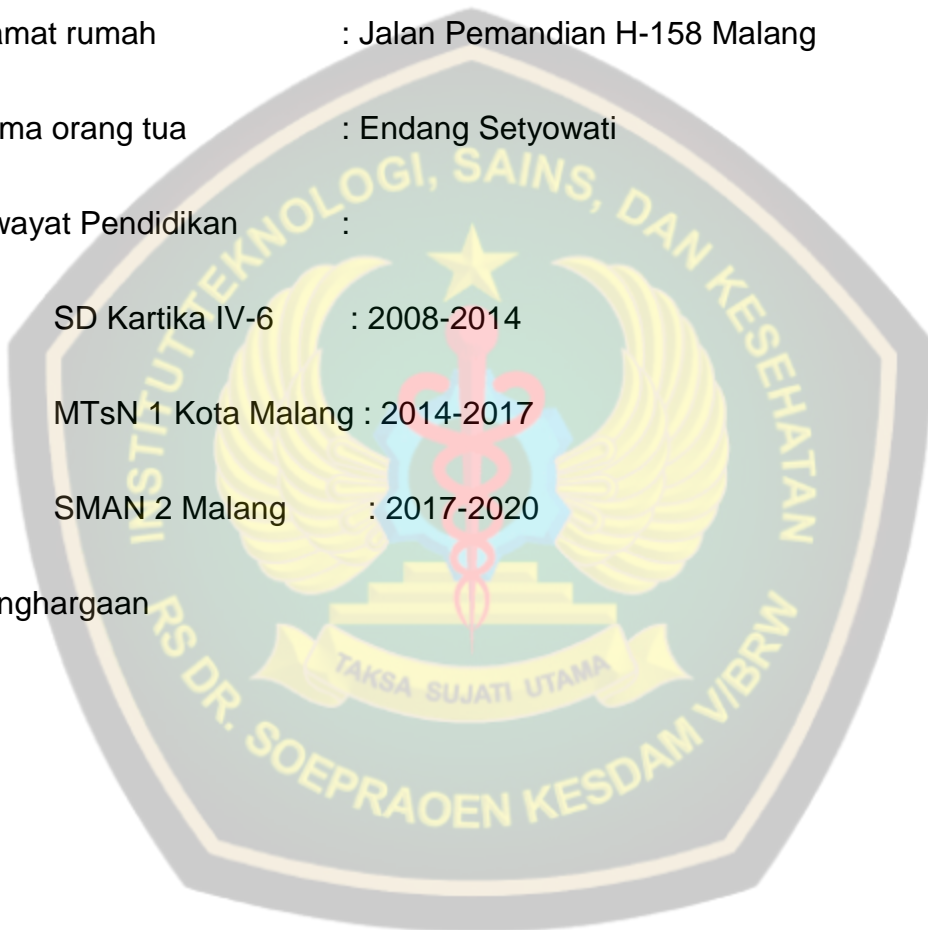 amat rumah : Jalan Pemandian H-158 Malang
ma orang tua : Endang Setyowati
wayat Pendidikan :
SD Kartika IV-6 : 2008-2014
MTsN 1 Kota Malang : 2014-2017
SMAN 2 Malang : 2017-2020
nghargaan
INSTITUT TEKNOLOGI, SAINS, DAN KESEHATAN
TAKSA SUJATI UTAMA
RS DR. SOEPRAOEN KESDAM V/BRW